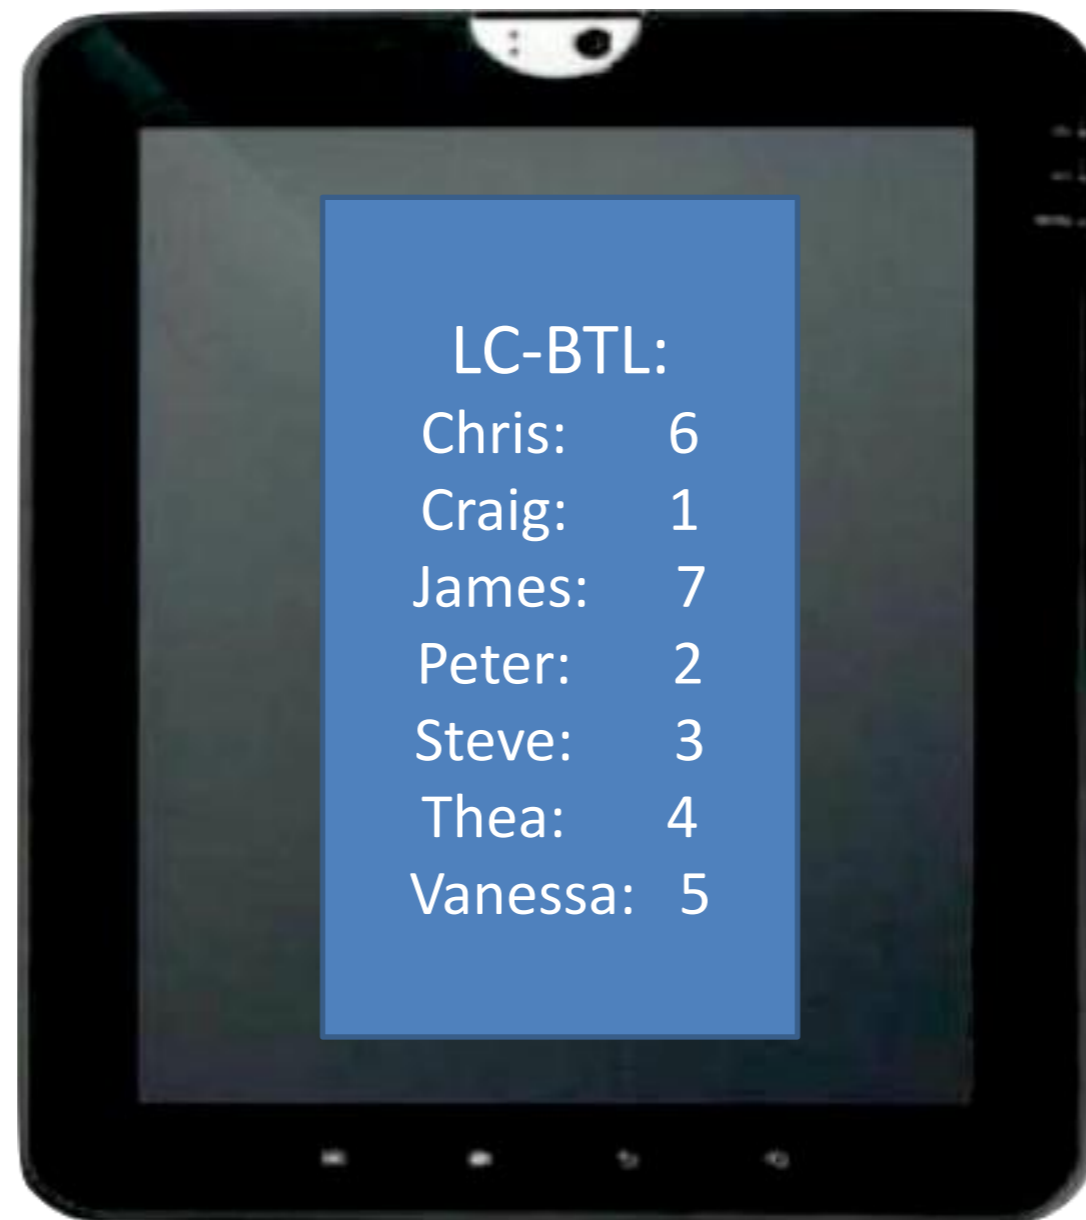 LC-BTL:
Chris: 6
Craig: 1
James: 7
Peter: 2
Steve: 3
Thea: 4
Vanessa: 5